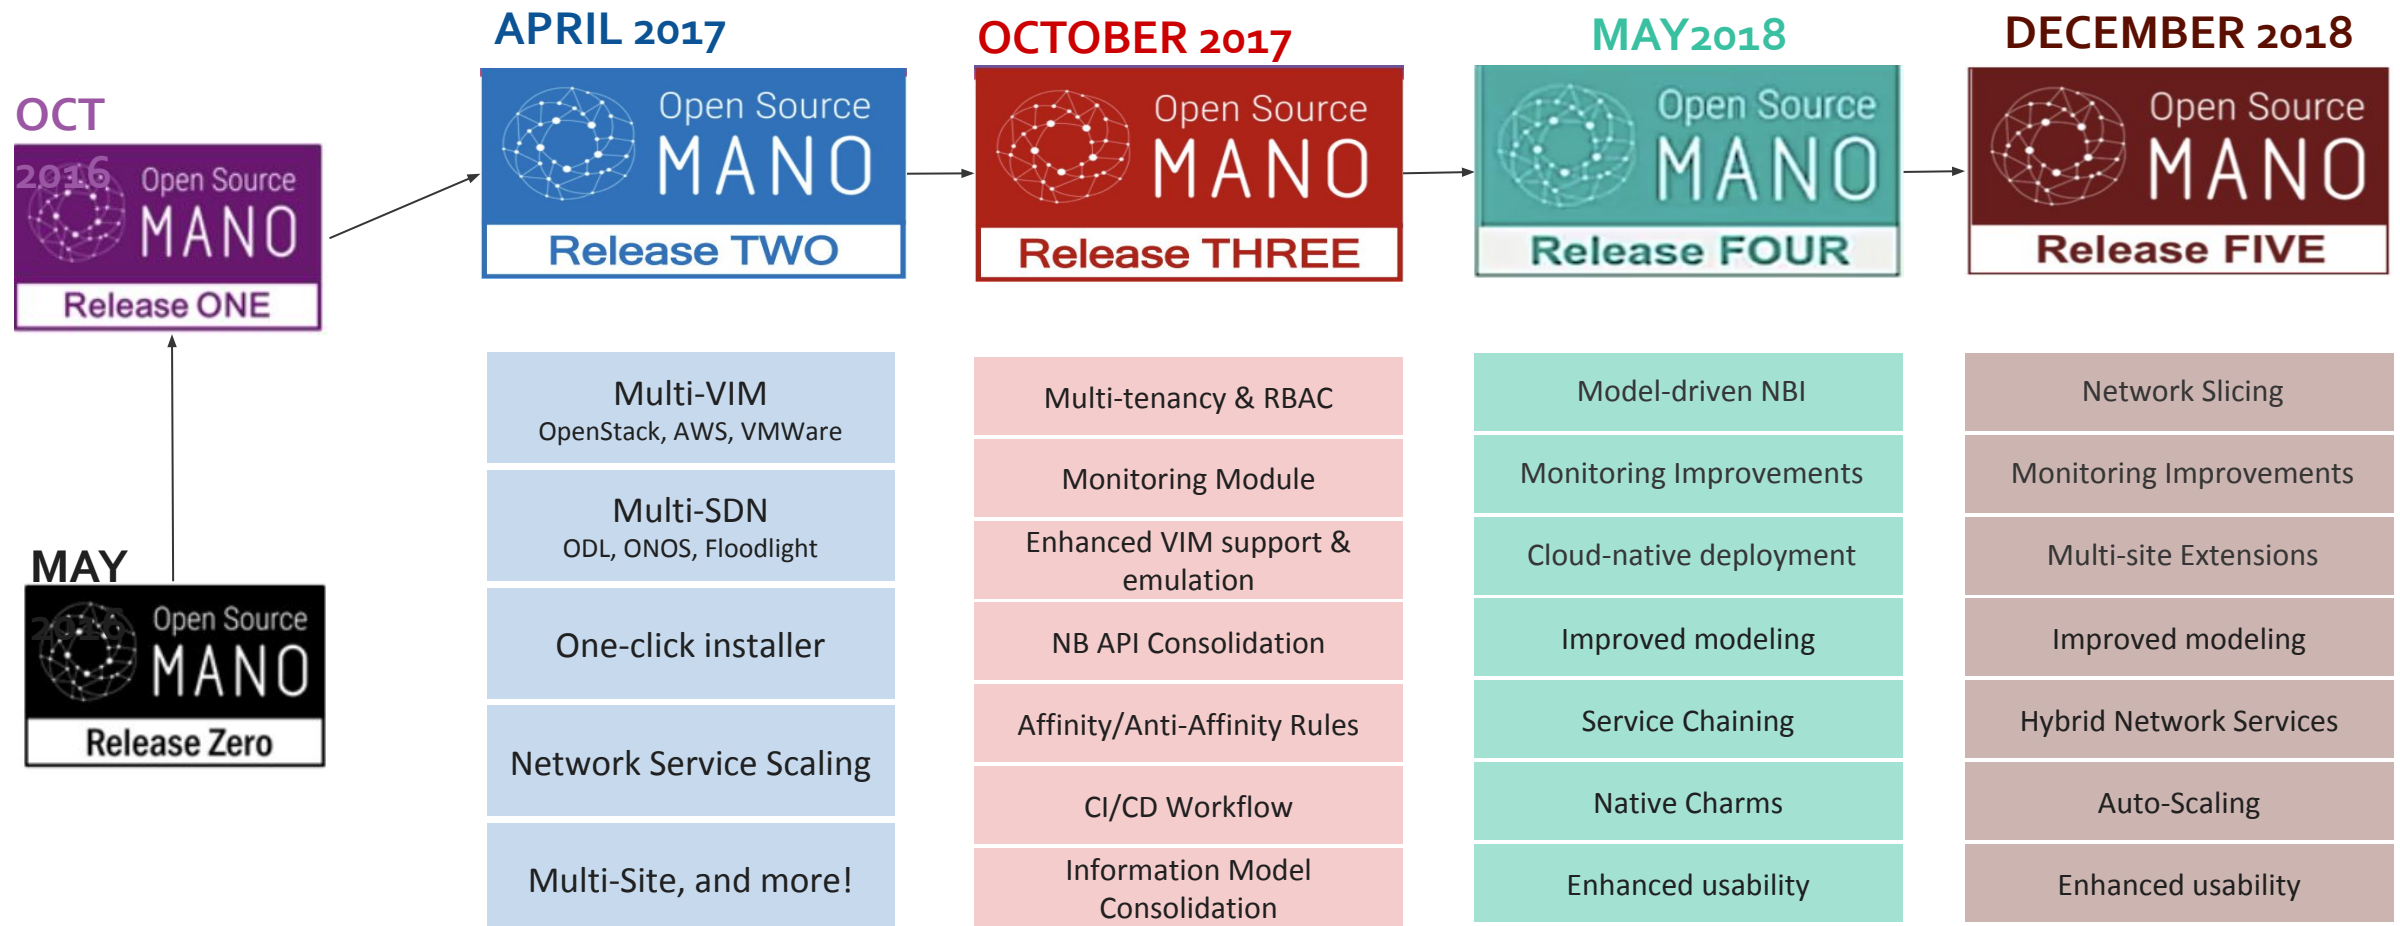 OCT
2016
Open Source
MANO
Release ONE
MAY
2016
Open Source
MANO
Release Zero
APRIL 2017
Open Source
MANO
Release TWO
Multi-VIM
OpenStack, AWS, VMWare
Multi-SDN
ODL, ONOS, Floodlight
One-click installer
Network Service Scaling
Multi-Site, and more!
OCTOBER 2017
Open Source
MANO
Release THREE
Multi-tenancy & RBAC
Monitoring Module
Enhanced VIM support &
emulation
NB API Consolidation
Affinity/Anti-Affinity Rules
CI/CD Workflow
Information Model
Consolidation
MAY2018
Open Source
MANO
Release FOUR
Model-driven NBI
Monitoring Improvements
Cloud-native deployment
Improved modeling
Service Chaining
Native Charms
Enhanced usability
DECEMBER 2018
Open Source
MANO
Release FIVE
Network Slicing
Monitoring Improvements
Multi-site Extensions
Improved modeling
Hybrid Network Services
Auto-Scaling
Enhanced usability